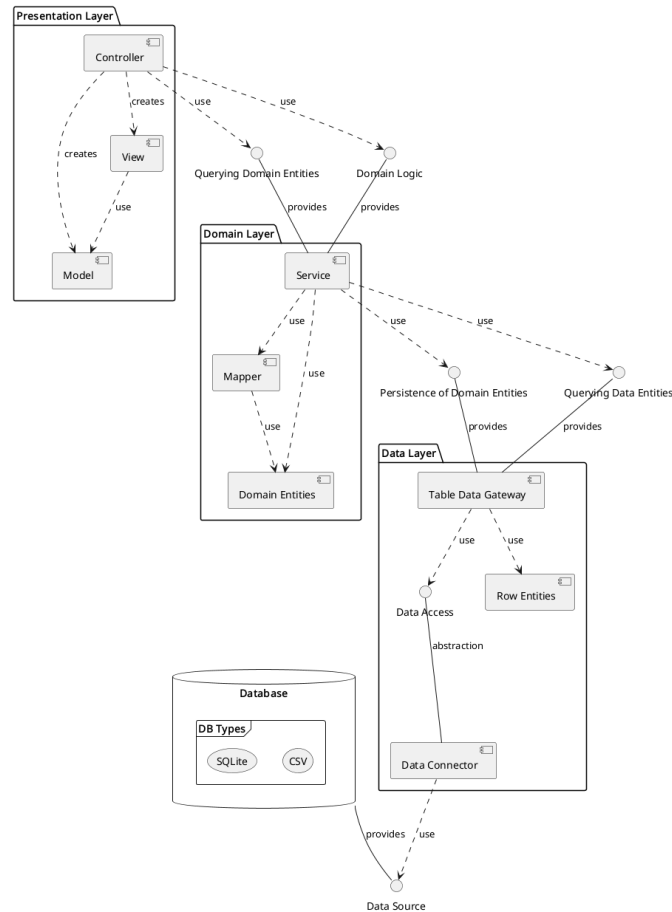 Presentation Layer
Controller
creates
use
use
creates
View
Querying Domain Entities
Domain Logic
use
provides
provides
Domain Layer
Model
Service
use
use
use
use
Mapper
Persistence of Domain Entities
Querying Data Entities
use
provides
provides
Data Layer
Domain Entities
Table Data Gateway
use
use
Data Access
Row Entities
abstraction
Database
DB Types
SQLite
CSV
Data Connector
provides
use
Data Source